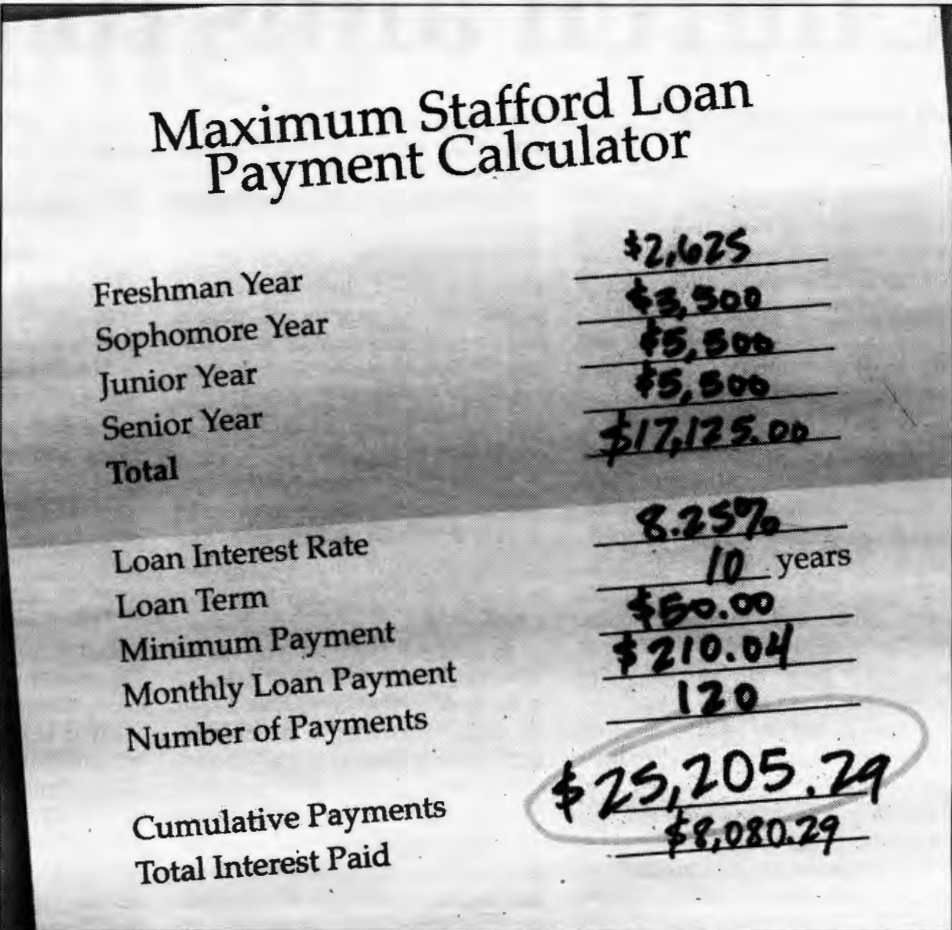 Maximum Stafford Loan
Payment Calculator
Freshman Year $2,625
Sophomore Year $3,500
Junior Year $5,500
Senior Year $5,500
Total $17,125.00
Loan Interest Rate 8.25%
Loan Term 10 years
Minimum Payment $50.00
Monthly Loan Payment $210.04
Number of Payments 120
Cumulative Payments $25,205.29
Total Interest Paid $8,080.29